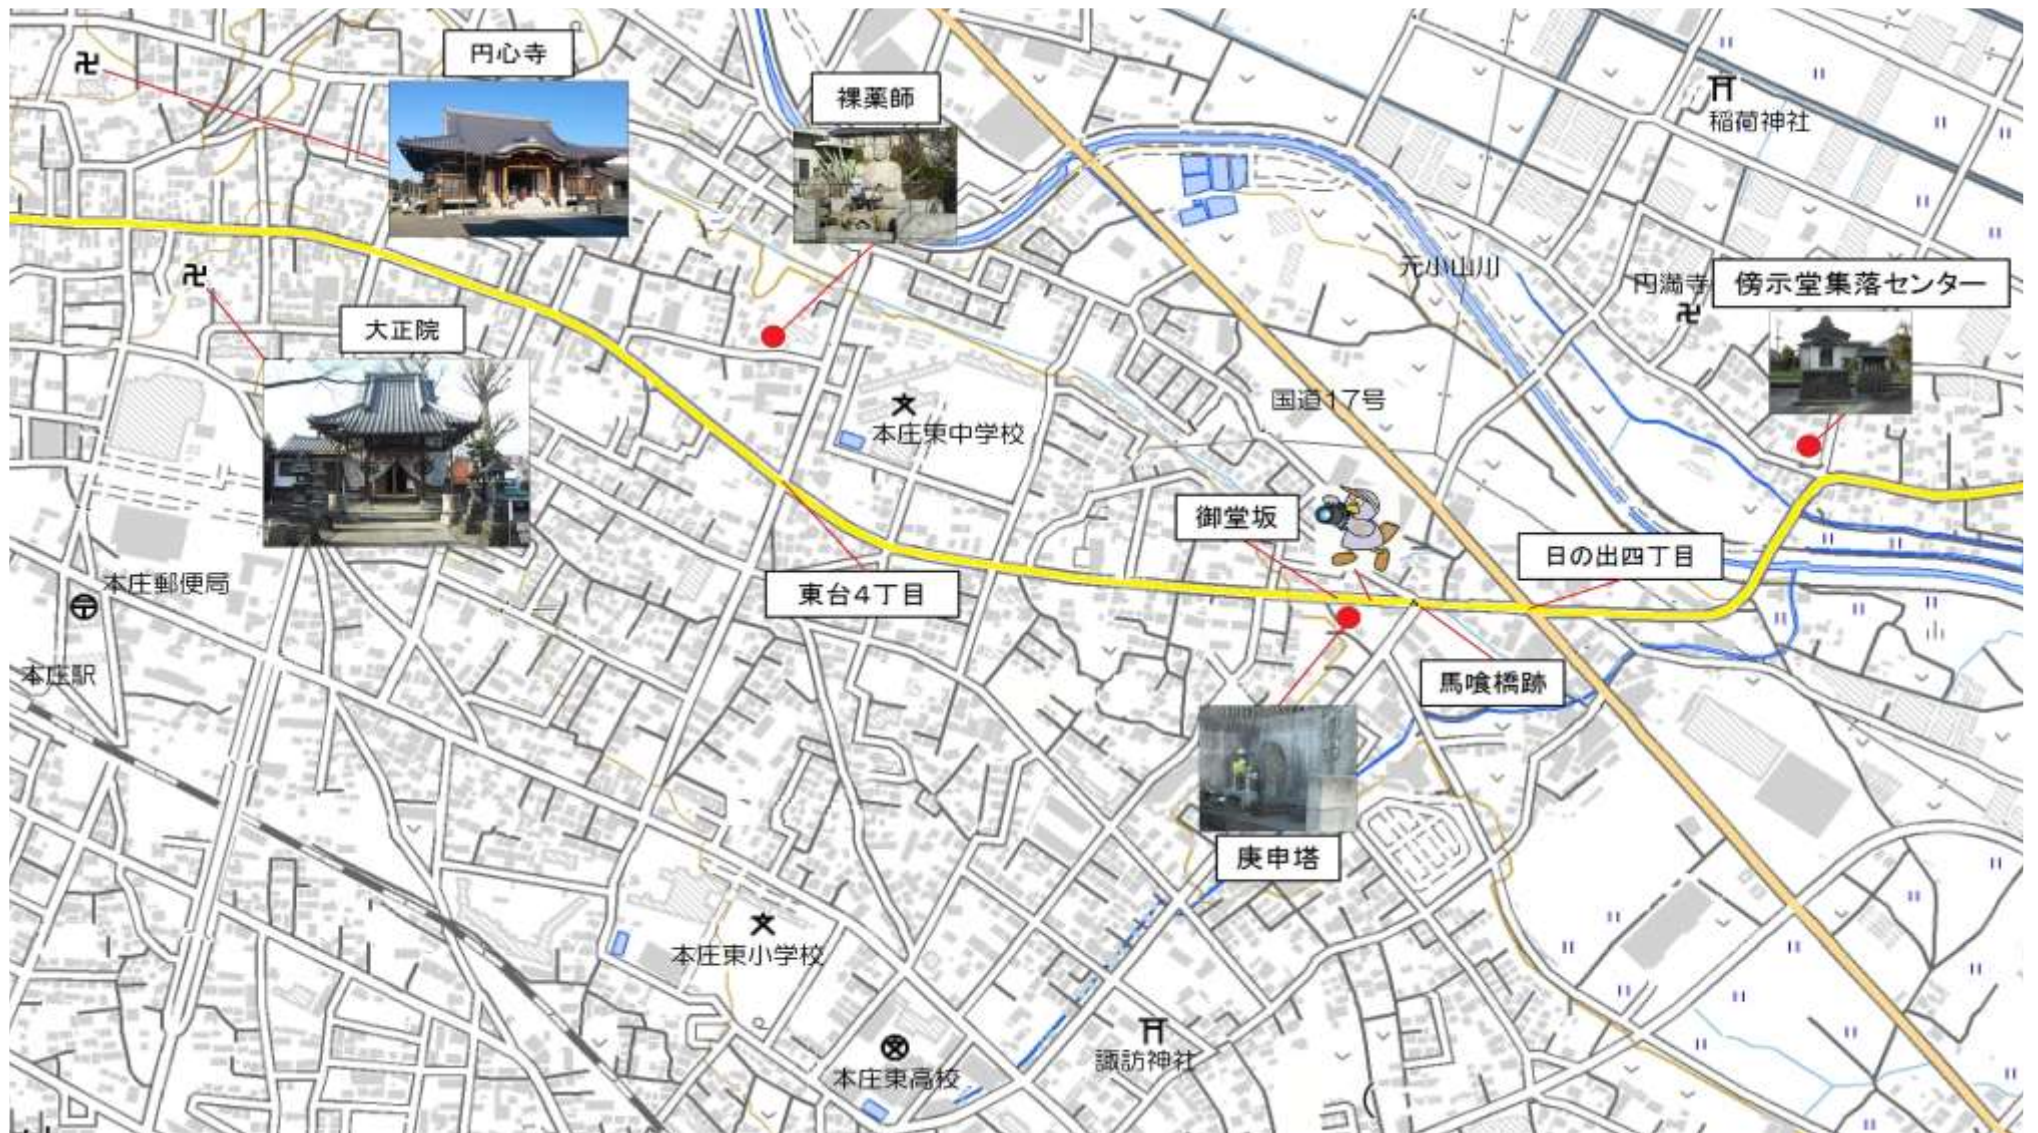 円心寺
裸薬師
稲荷神社
元小山川
円満寺
傍示堂集落センター
大正院
国道17号
本庄東中学校
御堂坂
日の出四丁目
本庄郵便局
東台4丁目
本庄駅
馬喰橋跡
庚申塔
本庄東小学校
諏訪神社
本庄東高校